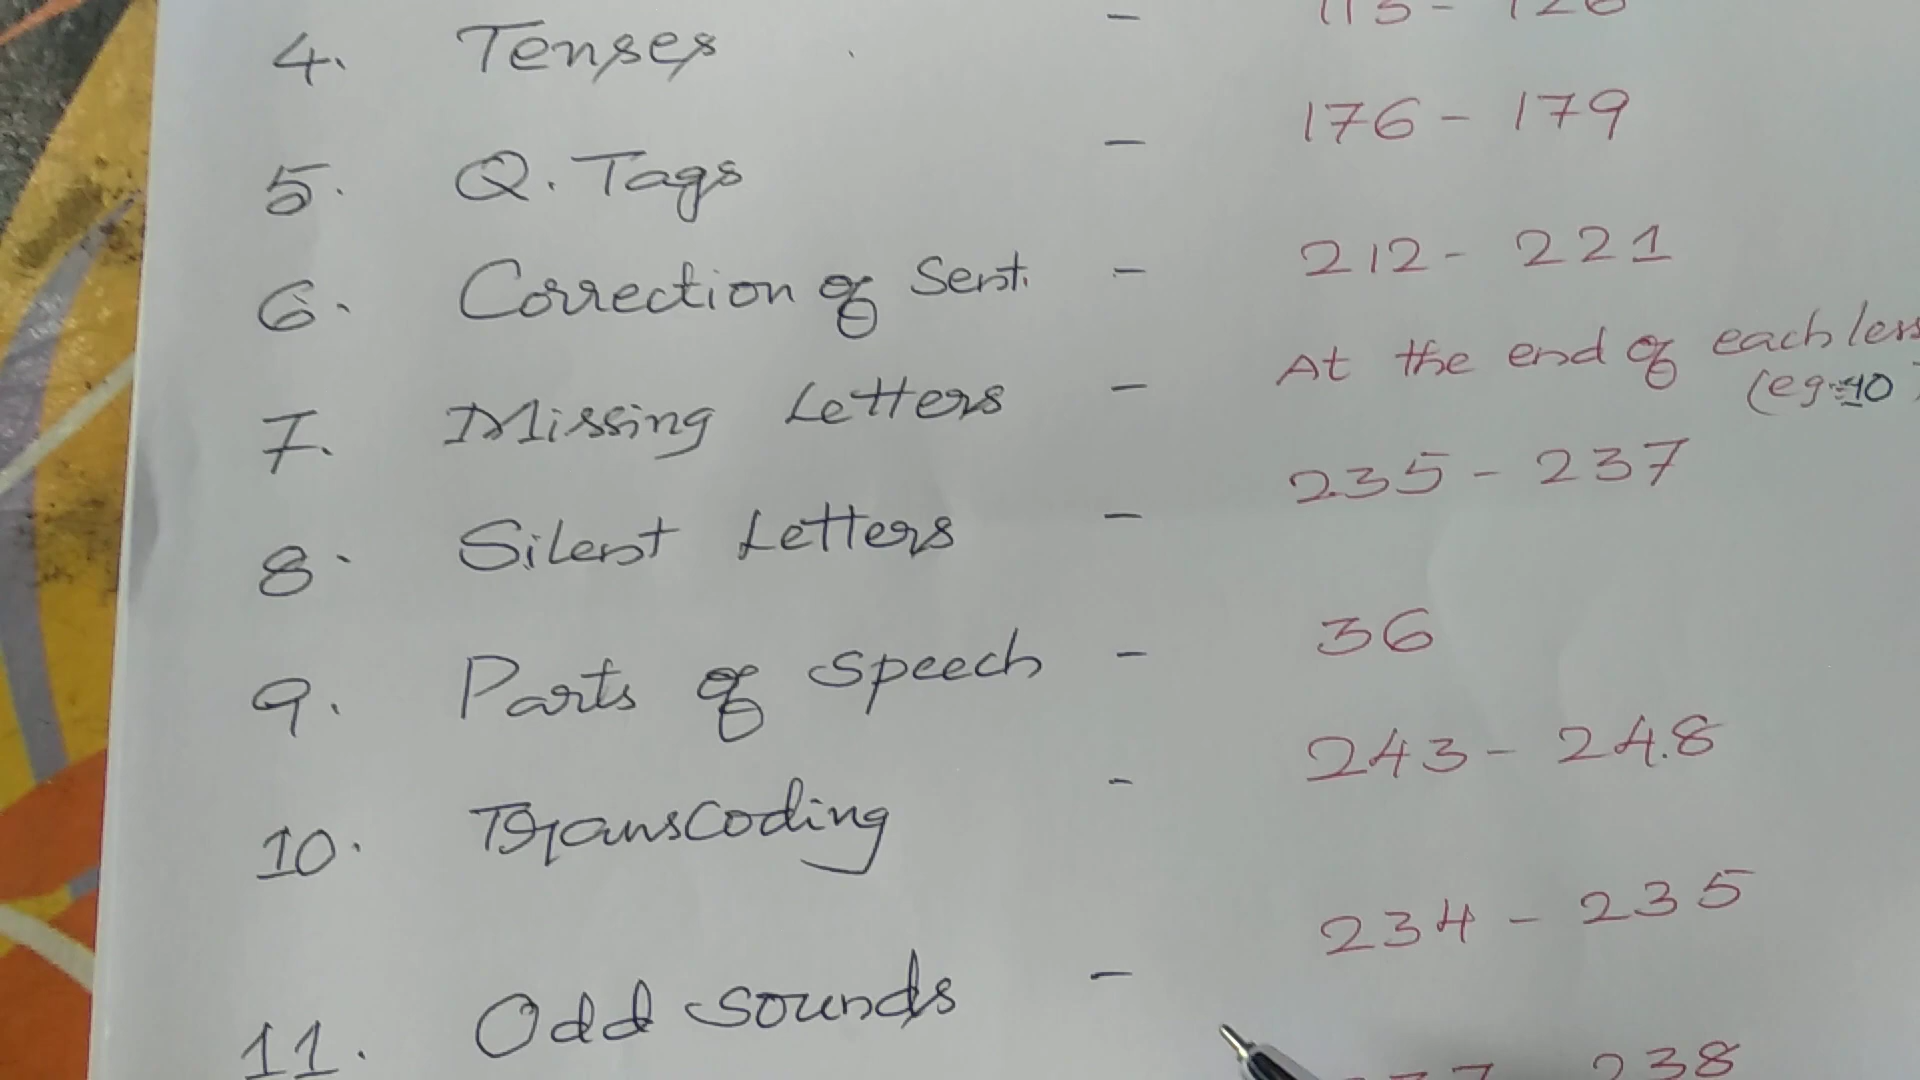 4. Tenses -
5. Q. Tags - 176 - 179
6. Correction of Sent. - 212 - 221
7. Missing Letters - At the end of each
(eg 40
8. Silent Letters - 235 - 237
9. Parts of Speech - 36
10. Transcoding - 243 - 248
11. Odd Sounds - 234 - 235
238